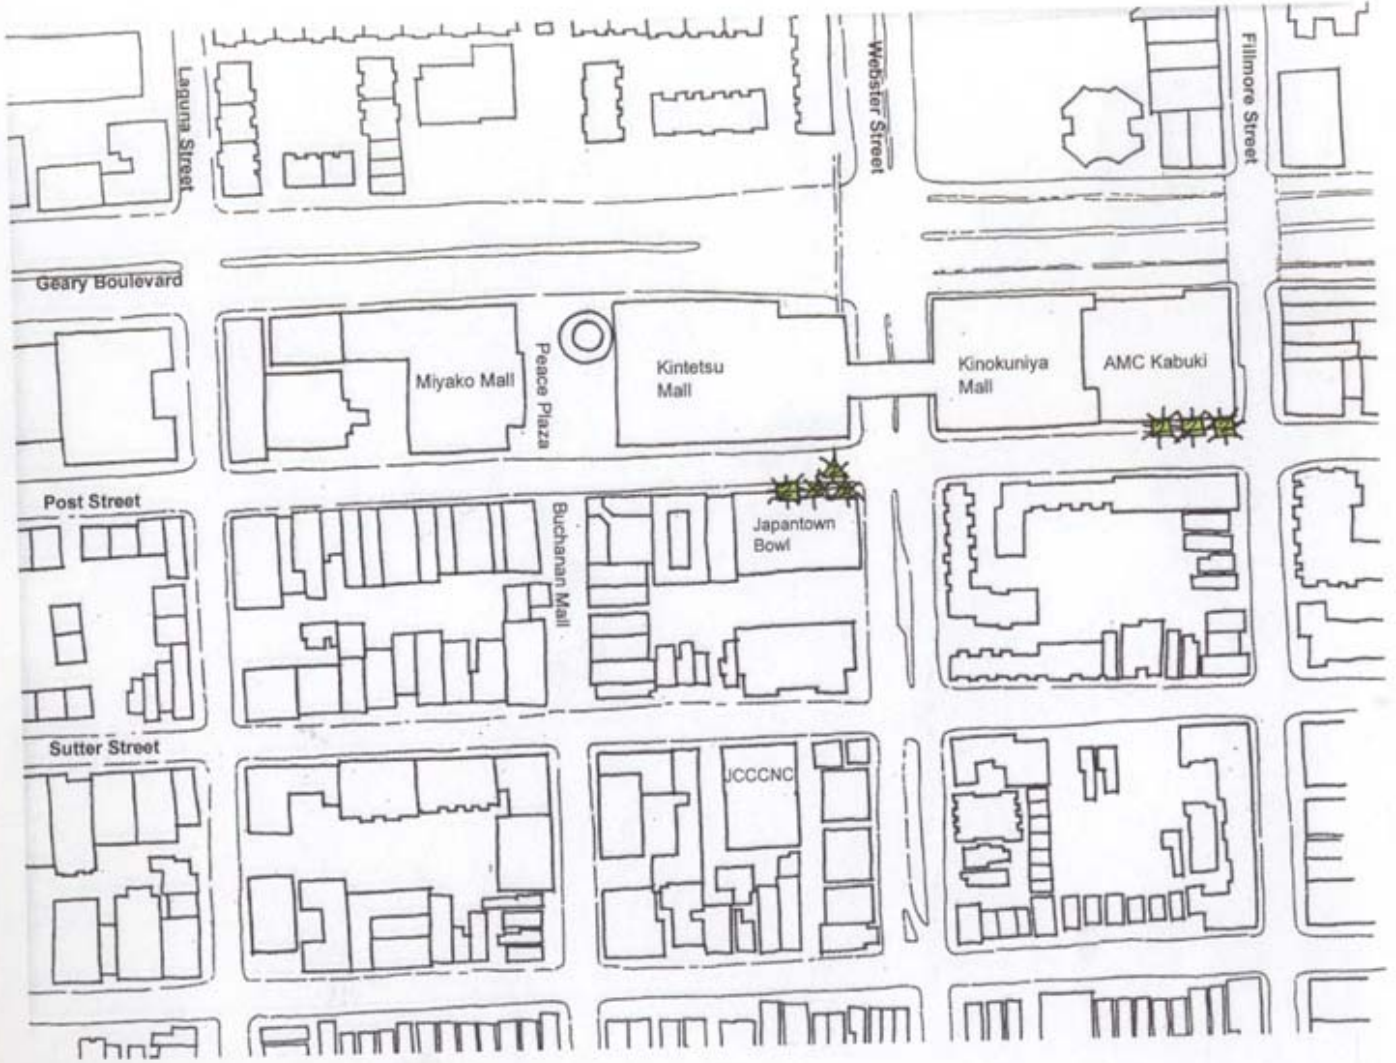 Laguna Street
Webster Street
Fillmore Street
Geary Boulevard
Miyako Mall
Peace Plaza
Kintetsu
Mall
Kinokuniya
Mall
AMC Kabuki
Post Street
Buchanan Mall
Japantown
Bowl
Sutter Street
JCCCNC